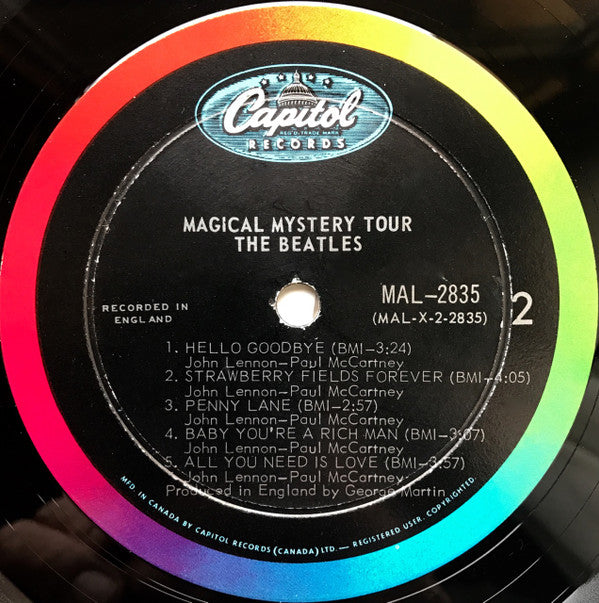 Capitol
REG'D. TRADE MARK
RECORDS
MAGICAL MYSTERY TOUR
THE BEATLES
RECORDED IN
ENGLAND
MAL-2835
(MAL-X-2-2835)
2
1. HELLO GOODBYE (BMI-3:24)
John Lennon-Paul McCartney
2. STRAWBERRY FIELDS FOREVER (BMI-4:05)
John Lennon-Paul McCartney
3. PENNY LANE (BMI-2:57)
John Lennon-Paul McCartney
4. BABY YOU'RE A RICH MAN (BMI-3:07)
John Lennon-Paul McCartney
5. ALL YOU NEED IS LOVE (BMI-3:57)
John Lennon-Paul McCartney
Produced in England by George Martin
MFD. IN CANADA BY CAPITOL RECORDS (CANADA) LTD. — REGISTERED USER. COPYRIGHTED.